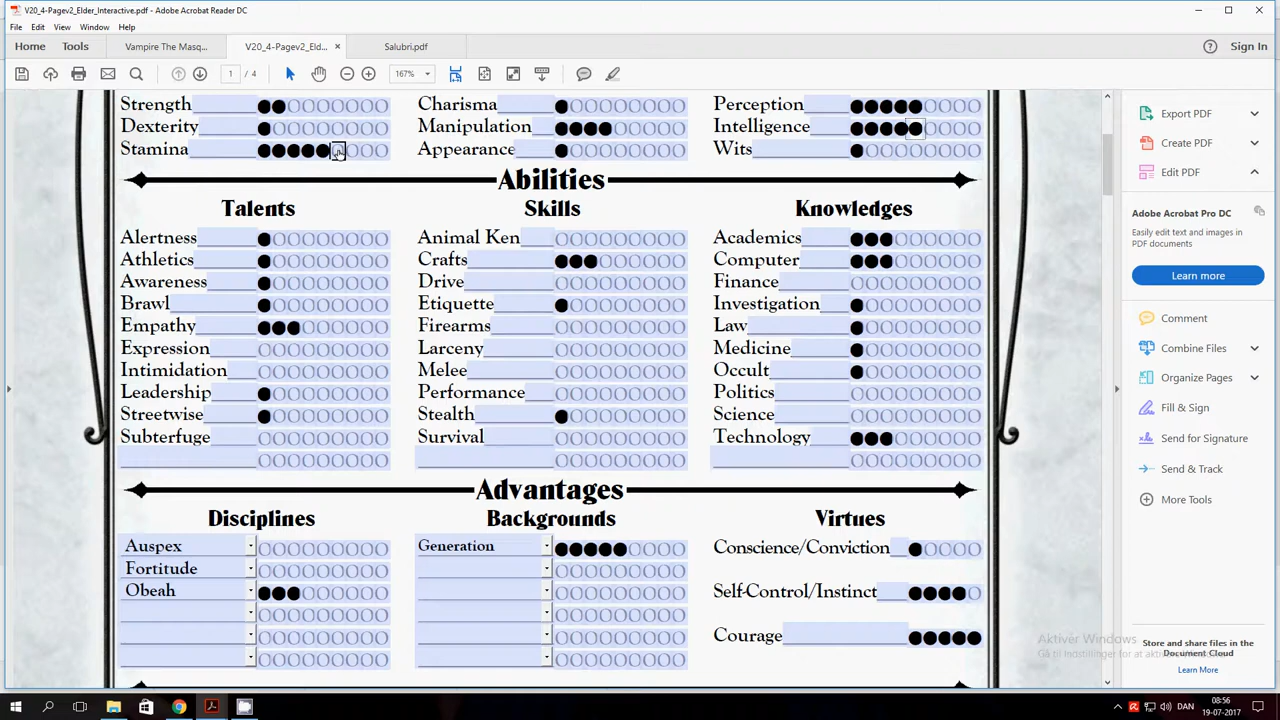 V20_4-Pagev2_Elder_Interactive.pdf - Adobe Acrobat Reader DC
File Edit View Window Help
Home Tools Vampire The Masq... V20_4-Pagev2_Eld... × Salubri.pdf Sign In
1 / 4 167%
Strength Charisma Perception
Dexterity Manipulation Intelligence
Stamina Appearance Wits
Abilities
Talents Skills Knowledges
Alertness Animal Ken Academics
Athletics Crafts Computer
Awareness Drive Finance
Brawl Etiquette Investigation
Empathy Firearms Law
Expression Larceny Medicine
Intimidation Melee Occult
Leadership Performance Politics
Streetwise Stealth Science
Subterfuge Survival Technology
Advantages
Disciplines Backgrounds Virtues
Auspex Generation Conscience/Conviction
Fortitude
Obeah Self-Control/Instinct
Courage
Export PDF
Create PDF
Edit PDF
Adobe Acrobat Pro DC
Easily edit text and images in
PDF documents
Learn more
Comment
Combine Files
Organize Pages
Fill & Sign
Send for Signature
Send & Track
More Tools
Store and share files in the
Document Cloud
Learn More
Aktivér Windows
Gå til Indstillinger for at
DAN 08:56
19-07-2017